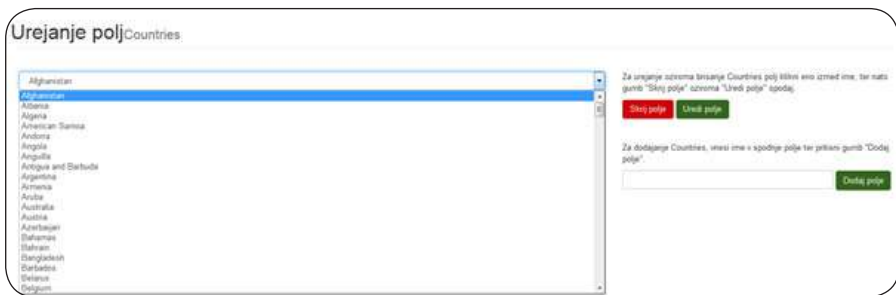 Urejanje polj Countries
Afghanistan
Afghanistan
Albania
Algeria
American Samoa
Andorra
Angola
Anguilla
Antigua and Barbuda
Argentina
Armenia
Aruba
Australia
Austria
Azerbaijan
Bahamas
Bahrain
Bangladesh
Barbados
Belarus
Belgium
Za urejanje oziroma brisanje Countries polj klikni eno izmed ime, ter nato
gumb "Skrij polje" oziroma "Uredi polje" spodaj.
Skrij polje Uredi polje
Za dodajanje Countries, vnesi ime v spodnje polje ter pritisni gumb "Dodaj
polje".
Dodaj polje